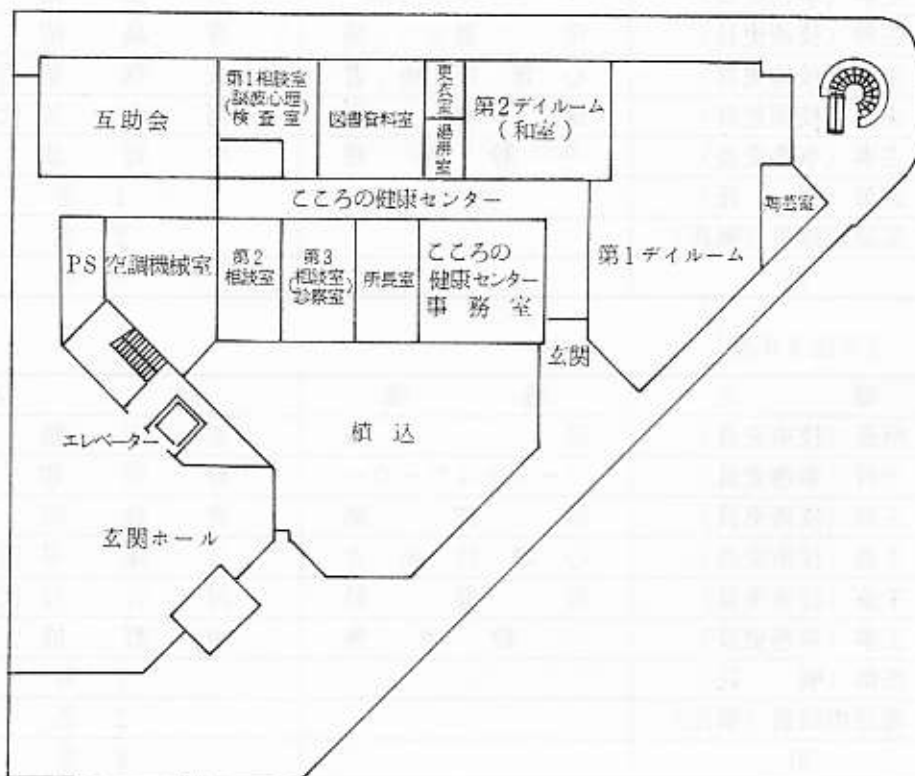 互助会
第1相談室
(脳波心理)
検査室
図書資料室
更衣室
湯沸室
第2デイルーム
(和室)
こころの健康センター
陶芸室
PS
空調機械室
第2
相談室
第3
(相談室)
診察室
所長室
こころの
健康センター
事務室
第1デイルーム
玄関
エレベーター
植込
玄関ホール